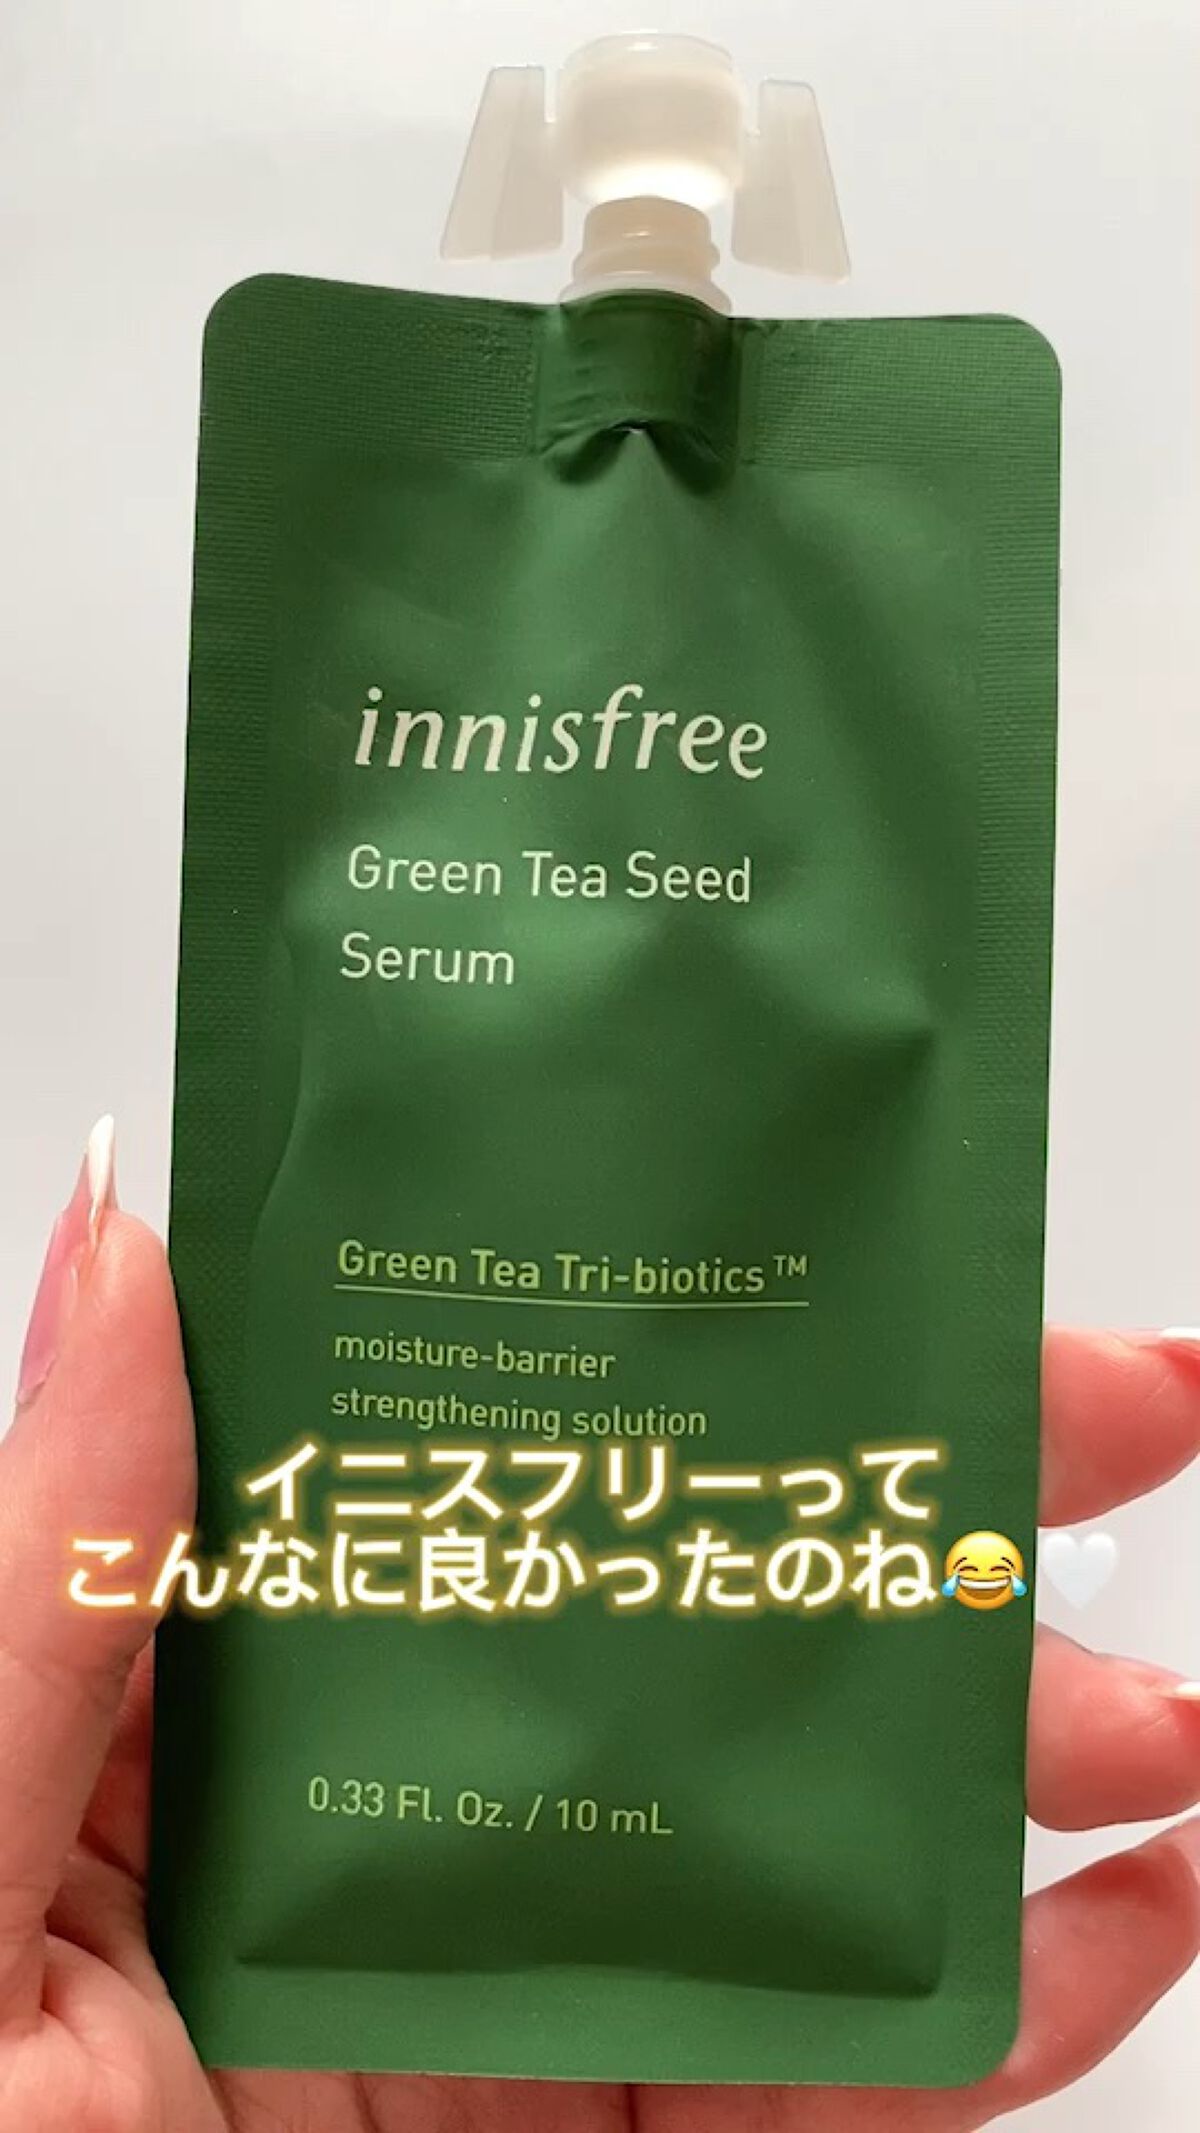 innisfree
Green Tea Seed
Serum
Green Tea Tri-biotics™
moisture-barrier
strengthening solution
イニスフリーって
こんなに良かったのね😂🤍
0.33 Fl. Oz. / 10 mL